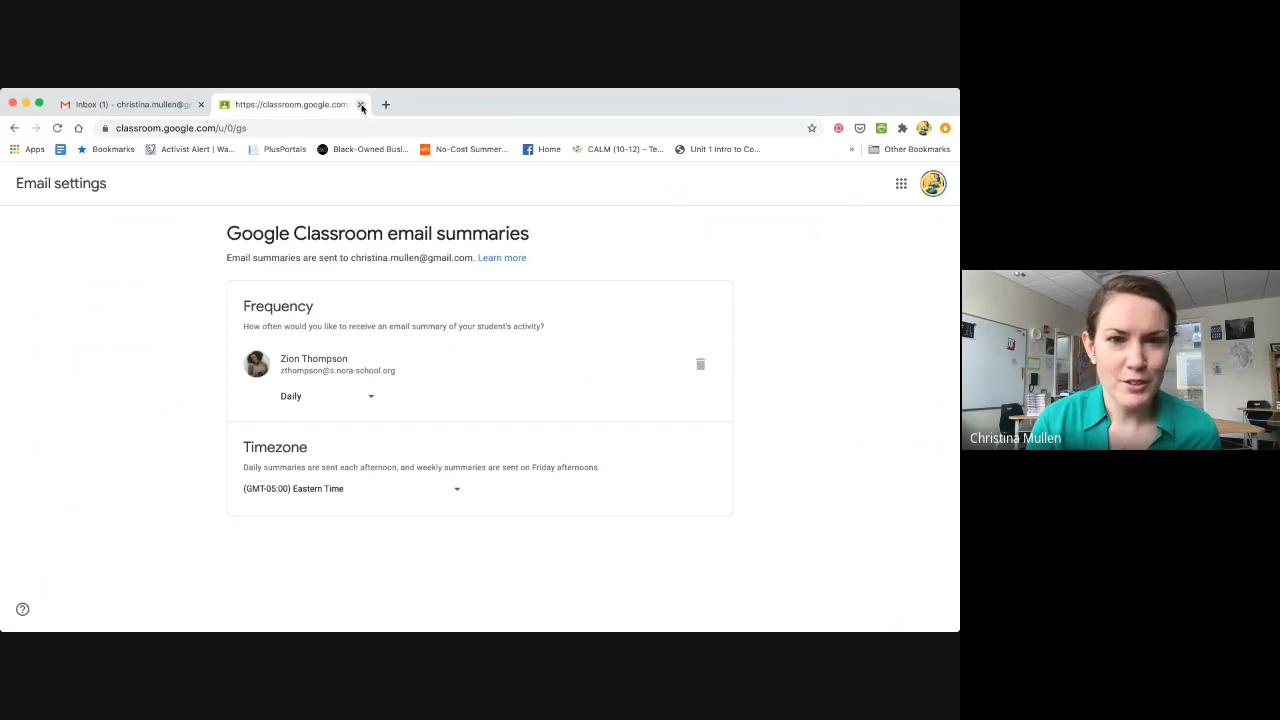 Inbox (1) - christina.mullen@g
https://classroom.google.com
classroom.google.com/u/0/gs
Apps
Bookmarks
Activist Alert | Wa...
PlusPortals
Black-Owned Busi...
No-Cost Summer...
Home
CALM (10-12) – Te...
Unit 1 Intro to Co...
»
Other Bookmarks
Email settings
Google Classroom email summaries
Email summaries are sent to christina.mullen@gmail.com. Learn more
Frequency
How often would you like to receive an email summary of your student's activity?
Zion Thompson
zthompson@s.nora-school.org
Daily
Timezone
Daily summaries are sent each afternoon, and weekly summaries are sent on Friday afternoons.
(GMT-05:00) Eastern Time
Christina Mullen